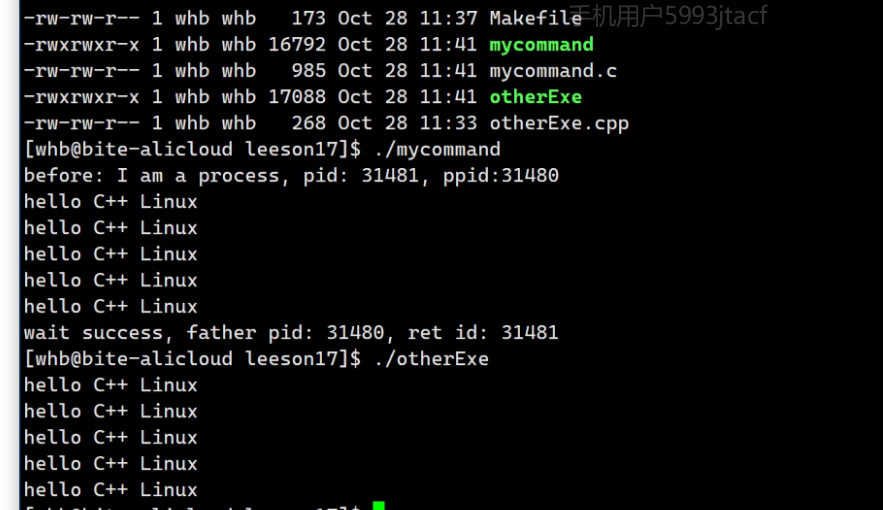 手机用户5993jtacf
-rw-rw-r-- 1 whb whb   173 Oct 28 11:37 Makefile
-rwxrwxr-x 1 whb whb 16792 Oct 28 11:41 mycommand
-rw-rw-r-- 1 whb whb   985 Oct 28 11:41 mycommand.c
-rwxrwxr-x 1 whb whb 17088 Oct 28 11:41 otherExe
-rw-rw-r-- 1 whb whb   268 Oct 28 11:33 otherExe.cpp
[whb@bite-alicloud leeson17]$ ./mycommand
before: I am a process, pid: 31481, ppid:31480
hello C++ Linux
hello C++ Linux
hello C++ Linux
hello C++ Linux
hello C++ Linux
wait success, father pid: 31480, ret id: 31481
[whb@bite-alicloud leeson17]$ ./otherExe
hello C++ Linux
hello C++ Linux
hello C++ Linux
hello C++ Linux
hello C++ Linux